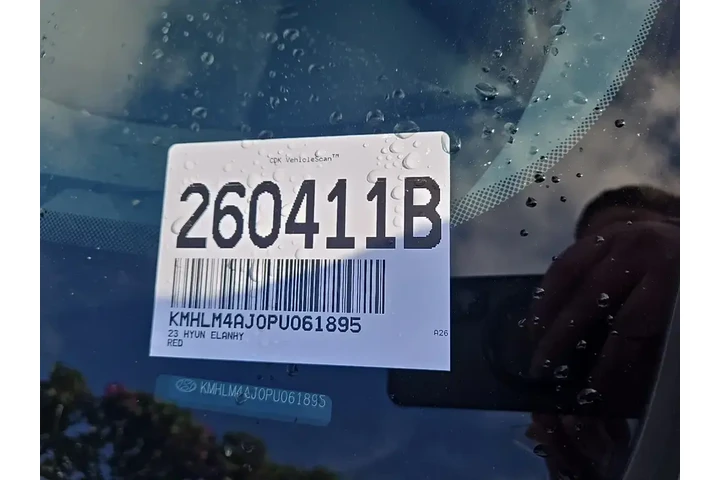 CDK VehicleScan™
260411B
KMHLM4AJ0PU061895
23 HYUN ELANHY
RED
A26
KMHLM4AJ0PU061895